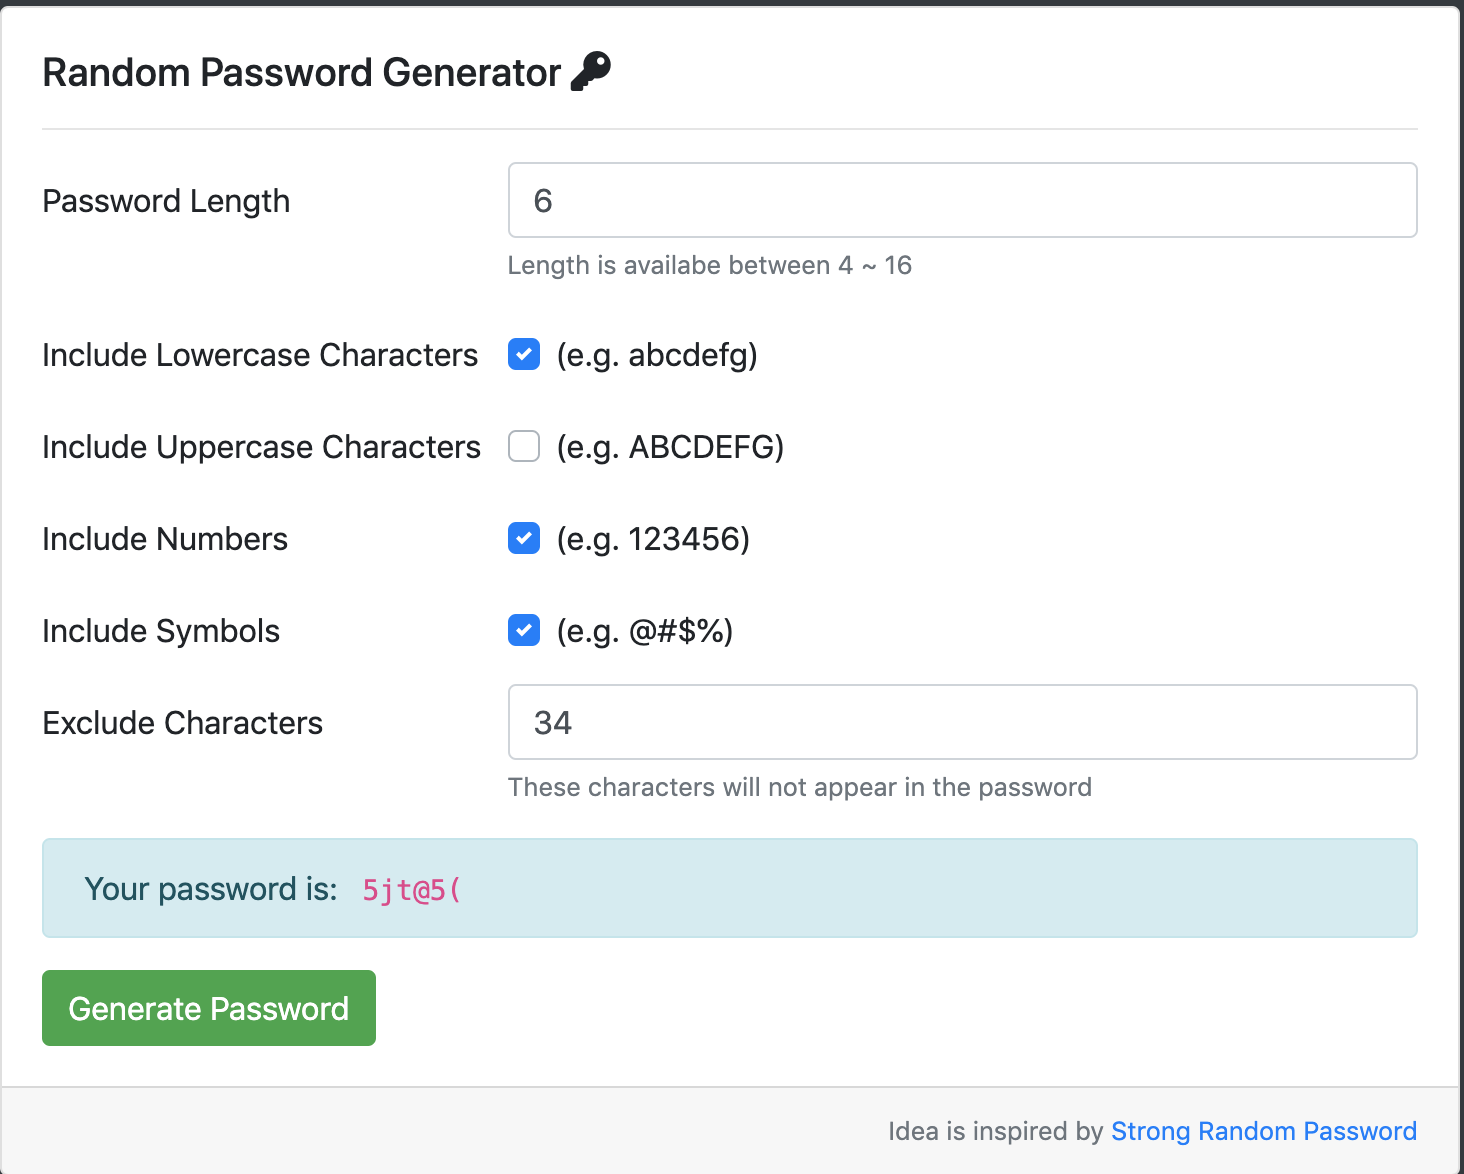 Random Password Generator
Password Length
6
Length is availabe between 4 ~ 16
Include Lowercase Characters (e.g. abcdefg)
Include Uppercase Characters (e.g. ABCDEFG)
Include Numbers (e.g. 123456)
Include Symbols (e.g. @#$%)
Exclude Characters
34
These characters will not appear in the password
Your password is: 5jt@5(
Generate Password
Idea is inspired by Strong Random Password